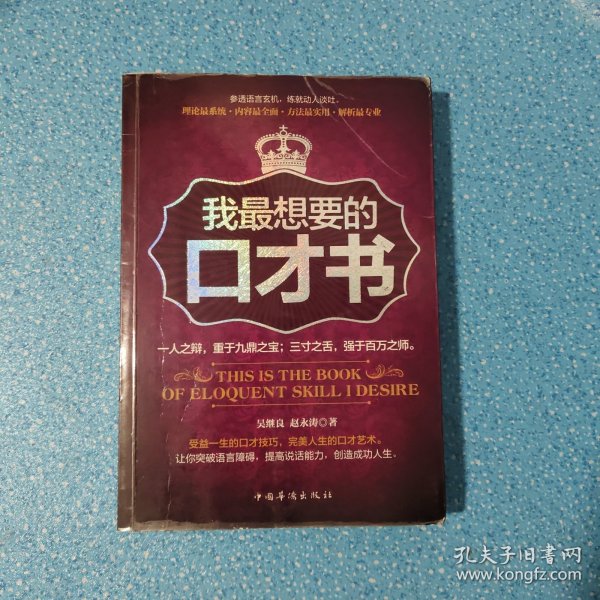 参透语言玄机，练就动人谈吐。
理论最系统·内容最全面·方法最实用·解析最专业
我最想要的
口才书
一人之辩，重于九鼎之宝；三寸之舌，强于百万之师。
THIS IS THE BOOK
OF ELOQUENT SKILL I DESIRE
吴继良 赵永涛◎著
受益一生的口才技巧，完美人生的口才艺术。
让你突破语言障碍，提高说话能力，创造成功人生。
中国华侨出版社
孔夫子旧书网
www.kongfz.com